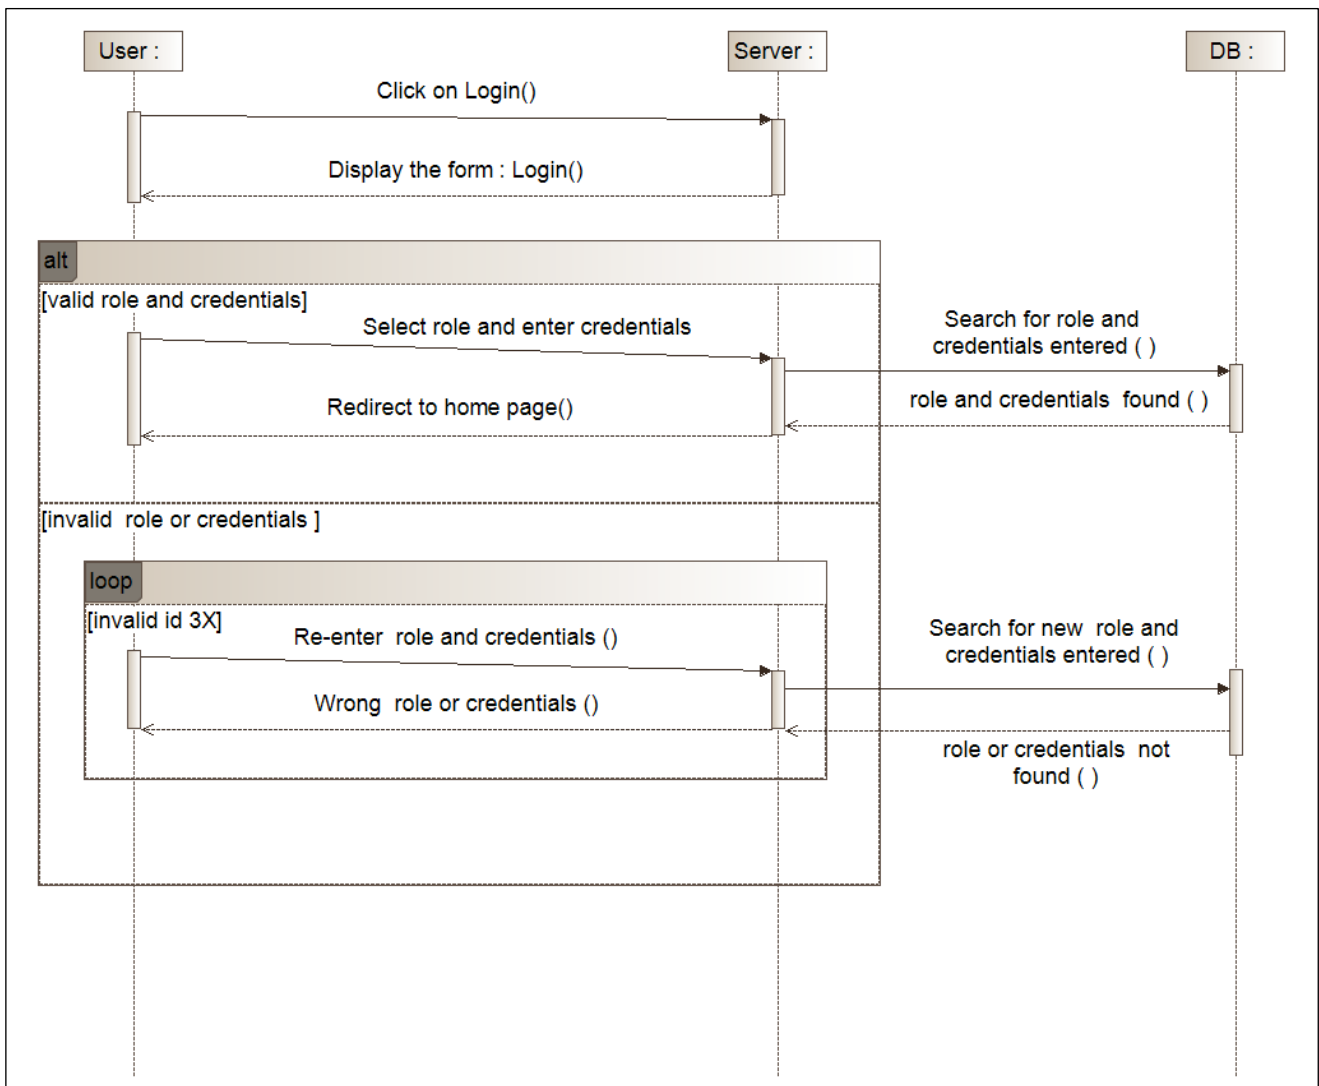 User :
Server :
DB :
Click on Login()
Display the form : Login()
alt
[valid role and credentials]
Select role and enter credentials
Search for role and
credentials entered ( )
Redirect to home page()
role and credentials  found ( )
[invalid  role or credentials ]
loop
[invalid id 3X]
Re-enter  role and credentials ()
Search for new  role and
credentials entered ( )
Wrong  role or credentials ()
role or credentials  not
found ( )